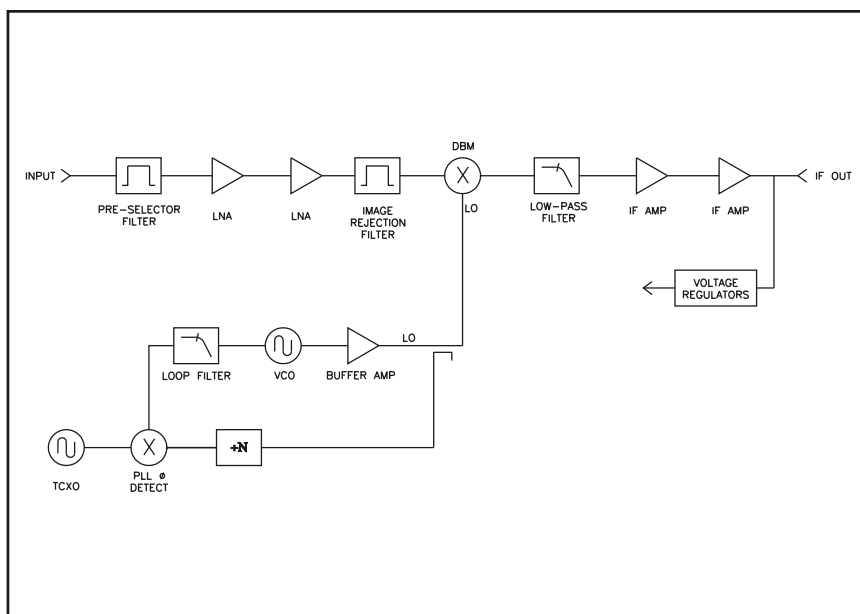 DBM
INPUT
IF OUT
LO
PRE-SELECTOR
FILTER
LNA
LNA
IMAGE
REJECTION
FILTER
LOW-PASS
FILTER
IF AMP
IF AMP
VOLTAGE
REGULATORS
LO
LOOP FILTER
VCO
BUFFER AMP
+N
TCXO
PLL ø
DETECT